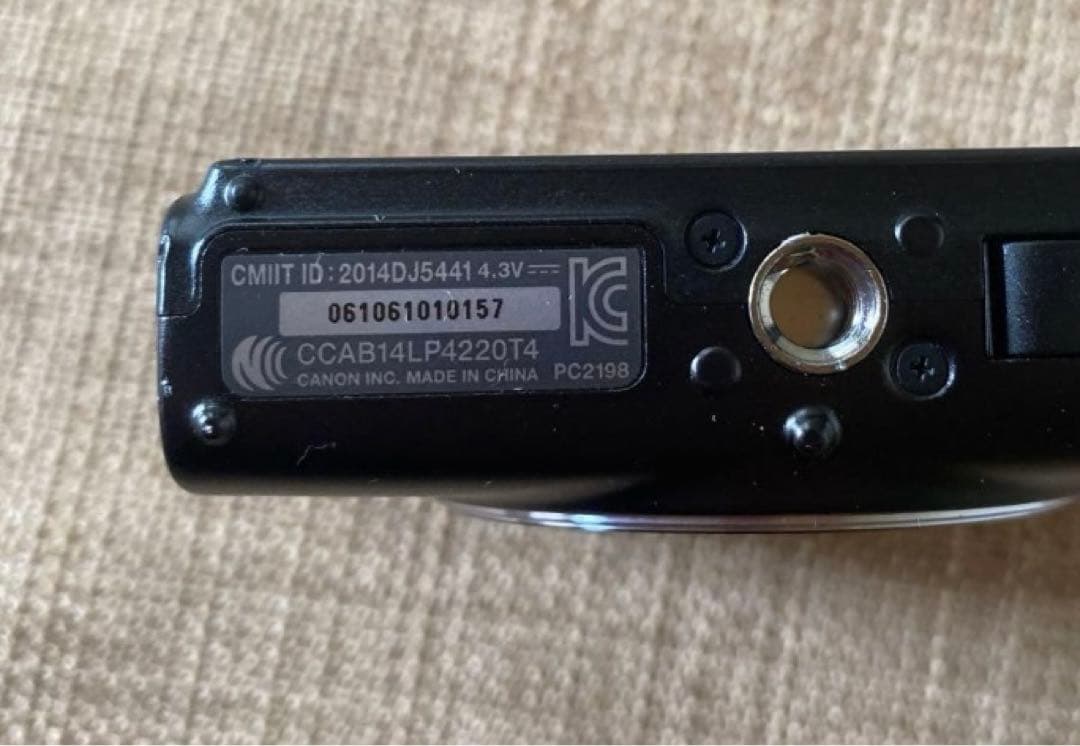 CMIIT ID : 2014DJ5441 4.3V
061061010157
CCAB14LP4220T4
CANON INC. MADE IN CHINA PC2198